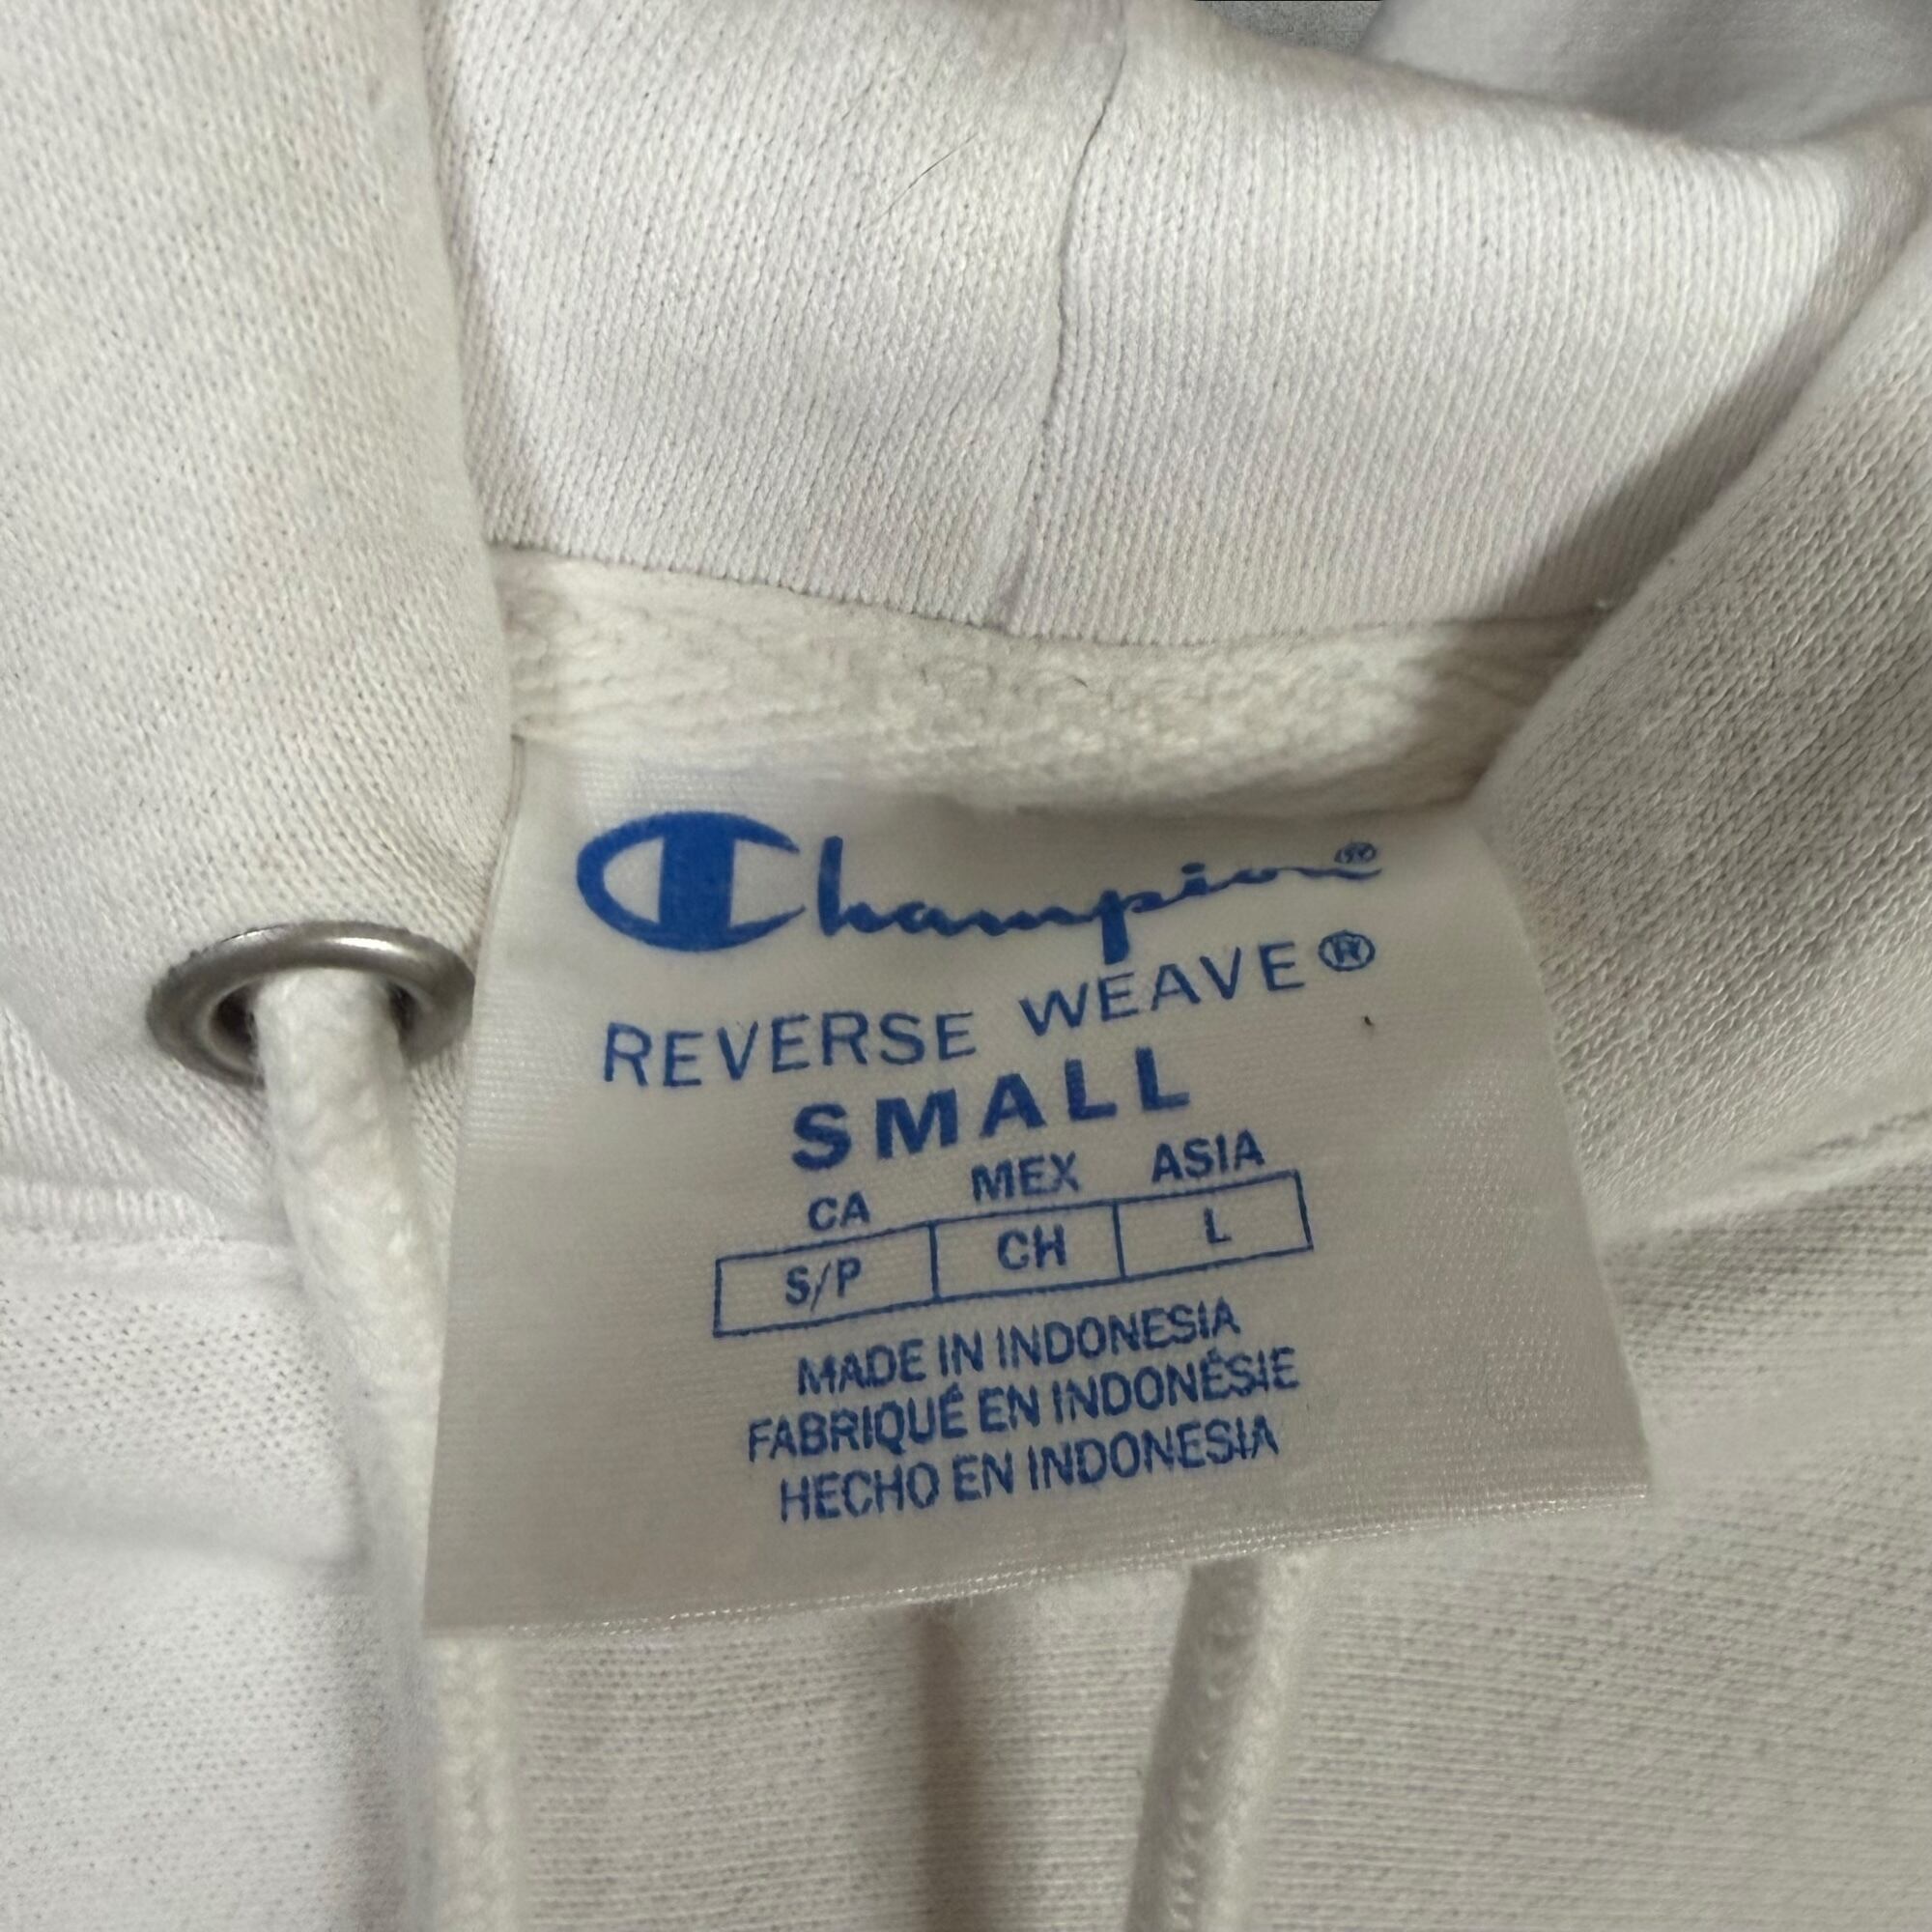 Champion®
REVERSE WEAVE®
SMALL
CA MEX ASIA
S/P CH L
MADE IN INDONESIA
FABRIQUÉ EN INDONÉSIE
HECHO EN INDONESIA